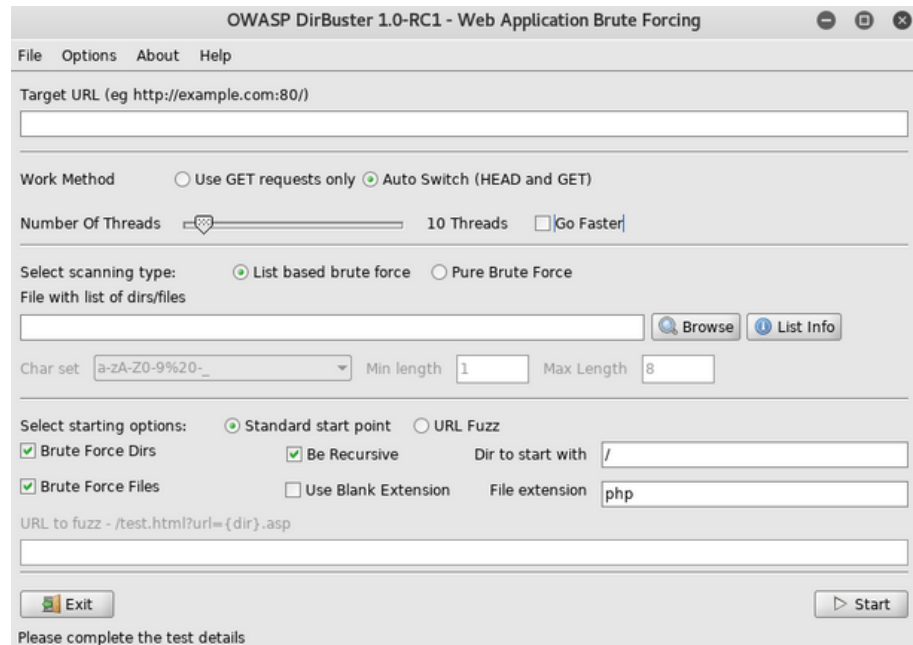 OWASP DirBuster 1.0-RC1 - Web Application Brute Forcing
File Options About Help
Target URL (eg http://example.com:80/)
Work Method Use GET requests only Auto Switch (HEAD and GET)
Number Of Threads 10 Threads Go Faster
Select scanning type: List based brute force Pure Brute Force
File with list of dirs/files
Browse List Info
Char set a-zA-Z0-9%20-_ Min length 1 Max Length 8
Select starting options: Standard start point URL Fuzz
Brute Force Dirs Be Recursive Dir to start with /
Brute Force Files Use Blank Extension File extension php
URL to fuzz - /test.html?url={dir}.asp
Exit Start
Please complete the test details